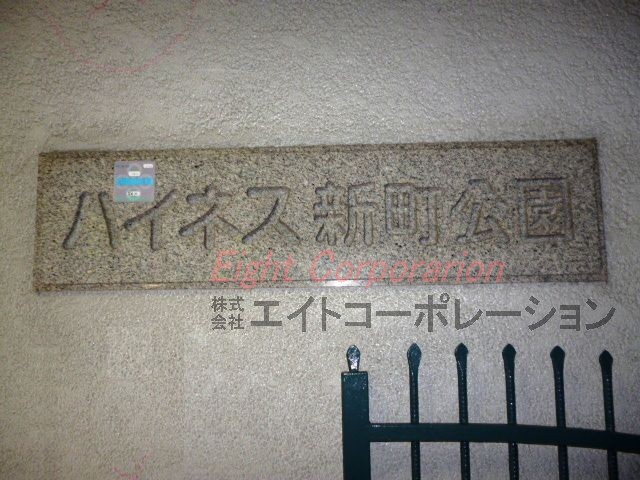 ハイネス新町公園
Eight Corporarion
株式会社 エイトコーポレーション